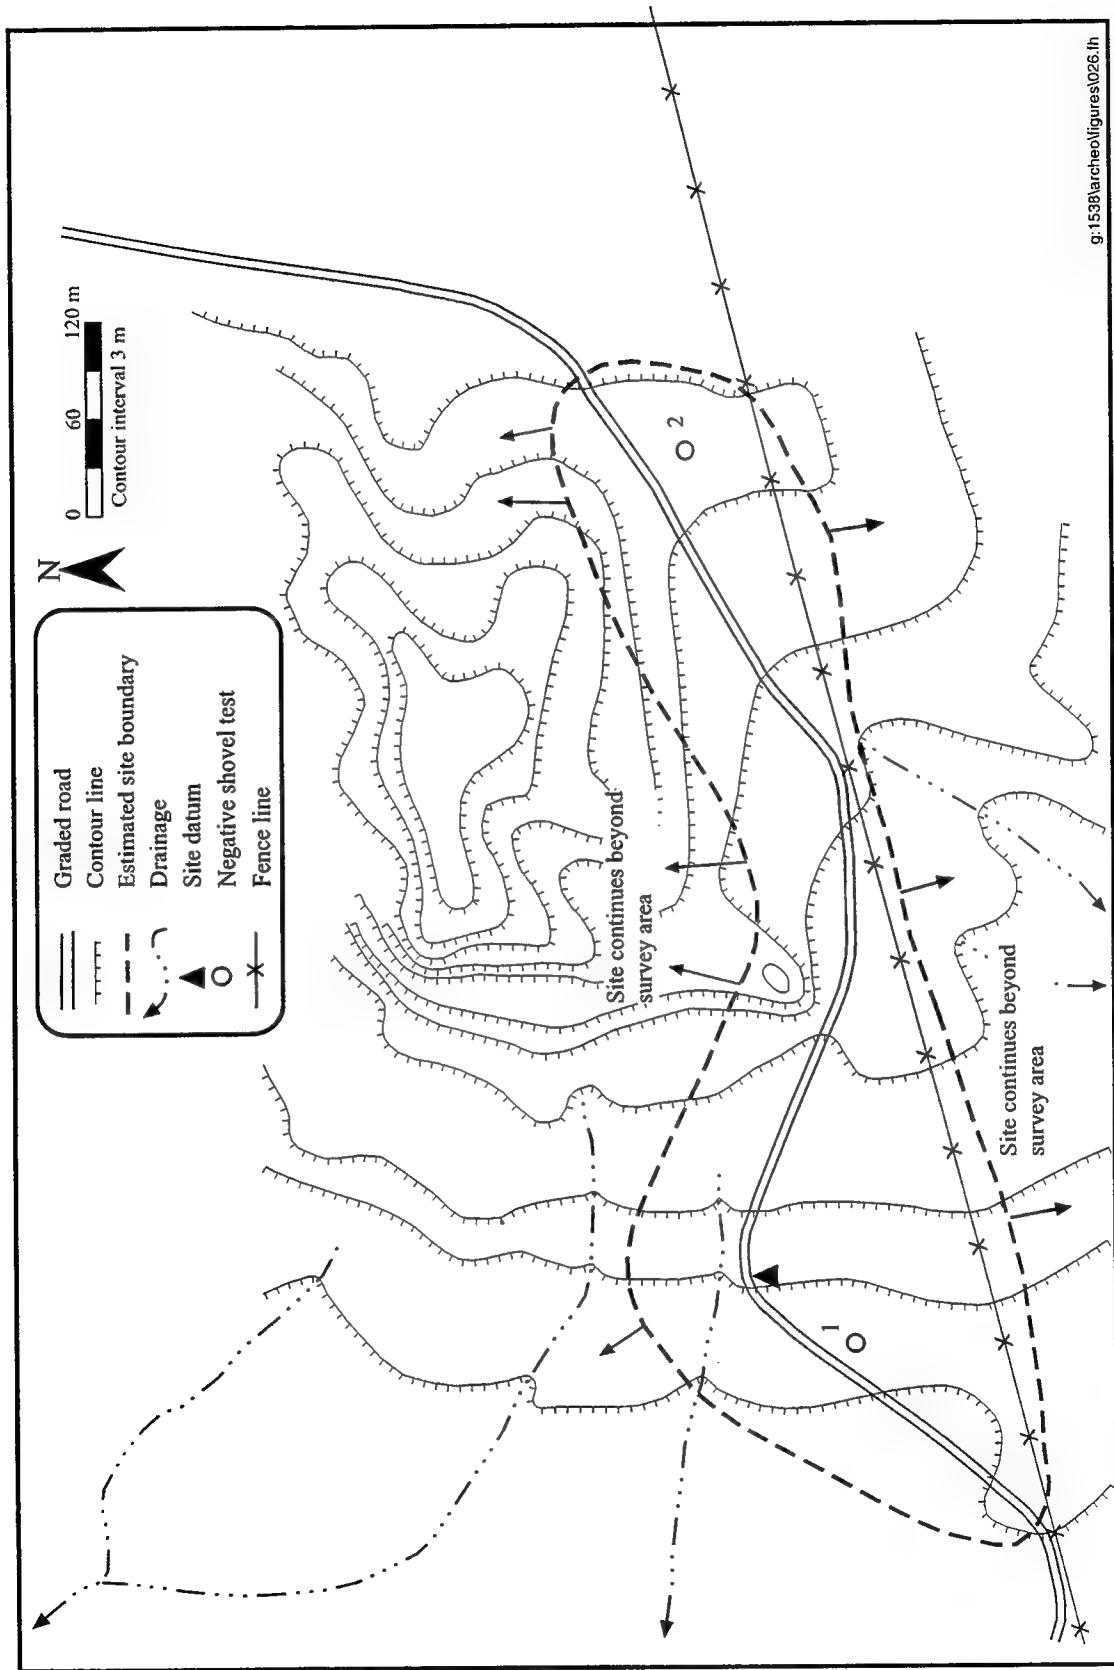 N
0 60 120 m
Contour interval 3 m
Graded road
Contour line
Estimated site boundary
Drainage
Site datum
Negative shovel test
Fence line
Site continues beyond
survey area
2
1
Site continues beyond
survey area
g:1538\archeo\figures\026.fh